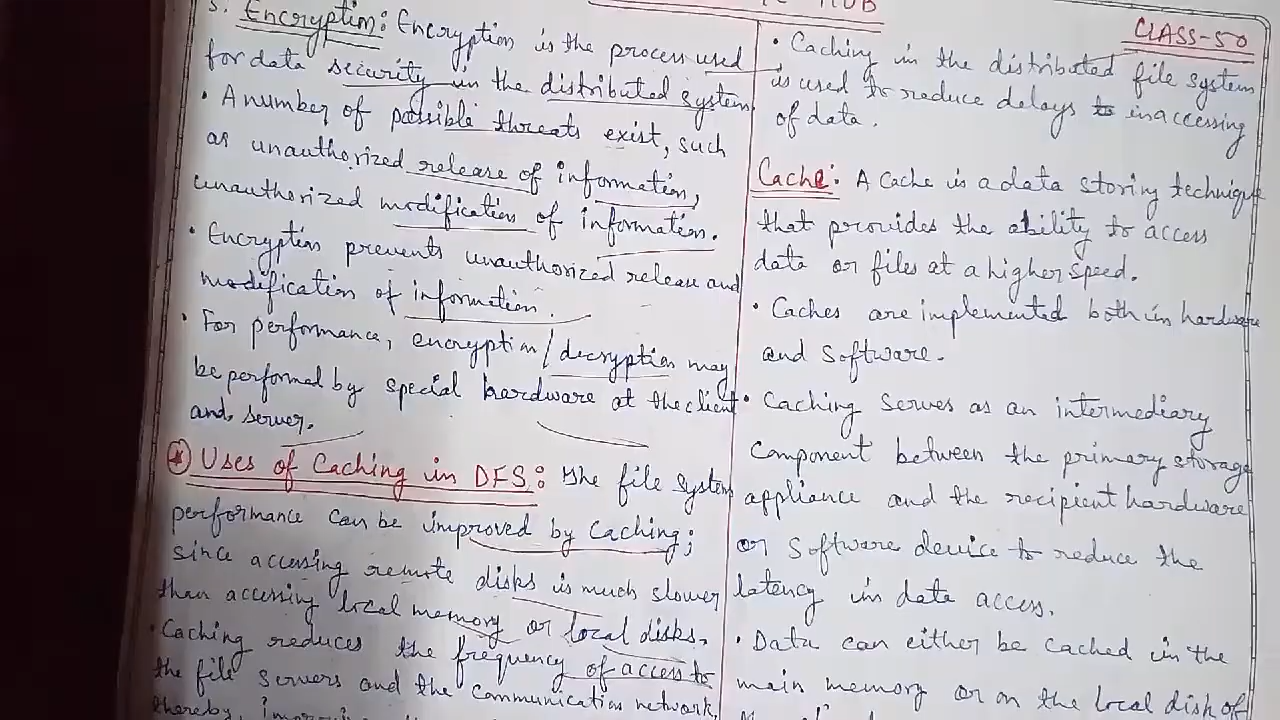 HUB
CLASS-50
5. Encryption: Encryption is the process used
for data security in the distributed system.
• A number of possible threats exist, such
as unauthorized release of information,
unauthorized modification of information.
• Encryption prevents unauthorized release and
modification of information.
• For performance, encryption/decryption may
be performed by special hardware at the client
and server.
Uses of Caching in DFS: The file system
performance can be improved by caching;
since accessing remote disks is much slower
than accessing local memory or local disks.
• Caching reduces the frequency of access to
the file servers and the communication network,
thereby
• Caching in the distributed file system
is used to reduce delays in accessing
of data.
Cache: A cache is a data storing technique
that provides the ability to access
data or files at a higher speed.
• Caches are implemented both in hardware
and software.
• Caching serves as an intermediary
component between the primary storage
appliance and the recipient hardware
or software device to reduce the
latency in data access.
• Data can either be cached in the
main memory or on the local disk of